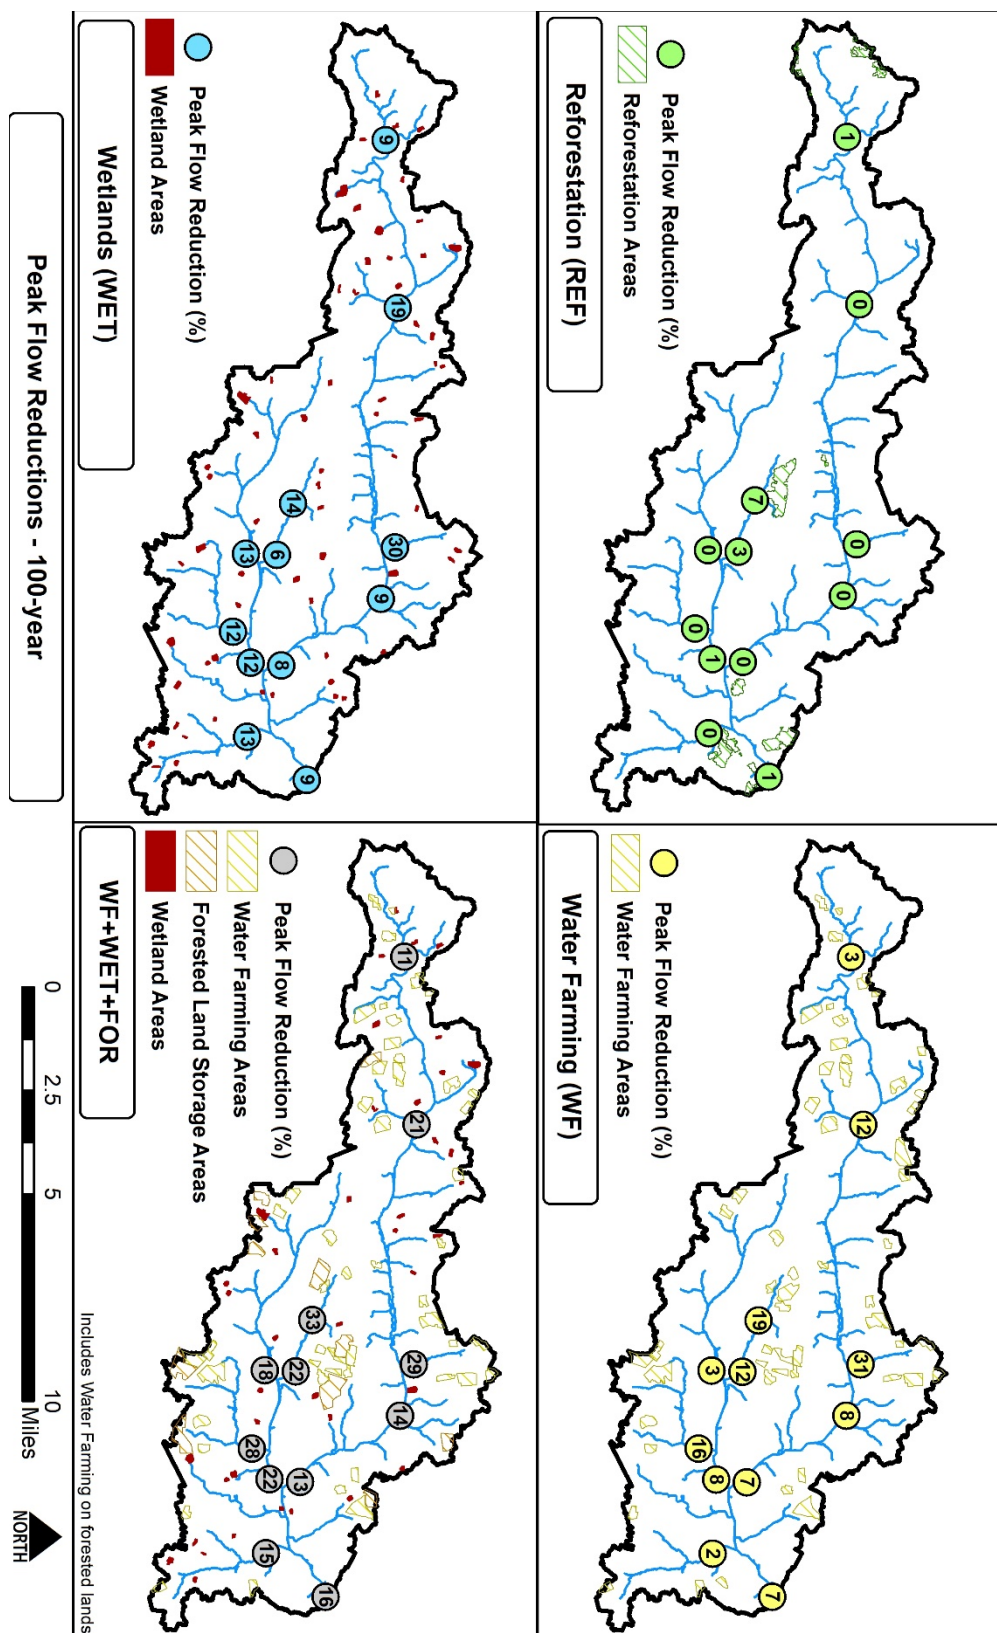 0
0
1
0
1
7
0
3
1
0
0
0
Peak Flow Reduction (%)
Reforestation Areas
Reforestation (REF)
12
31
3
8
7
19
7
12
8
3
2
16
Peak Flow Reduction (%)
Water Farming Areas
Water Farming (WF)
19
30
9
9
9
14
8
6
12
13
13
12
Peak Flow Reduction (%)
Wetland Areas
Wetlands (WET)
21
29
11
14
16
33
13
22
22
18
15
28
Peak Flow Reduction (%)
Water Farming Areas
Forested Land Storage Areas
Wetland Areas
WF+WET+FOR
Includes Water Farming on forested lands
Peak Flow Reductions - 100-year
0 2.5 5 10 Miles
NORTH